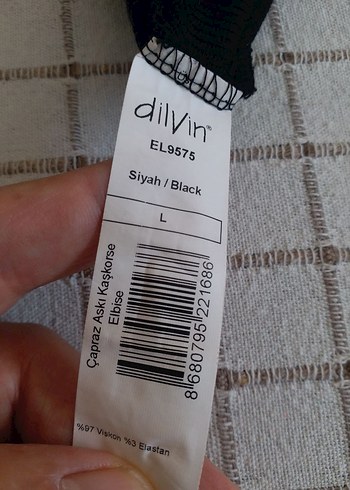 dilvin®
EL9575
Siyah / Black
L
Çapraz Askı Kaşkorse
Elbise
8680795221686
%97 Viskon %3 Elastan